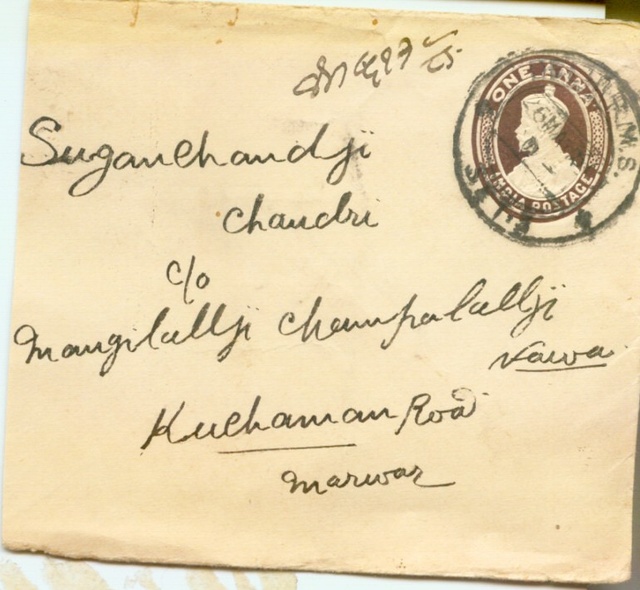 ONE ANNA
INDIA POSTAGE
R.M.S.
Suganchandji
Chandri
c/o
Mangilallji Champalallji
Nawa
Kuchaman Road
Marwar